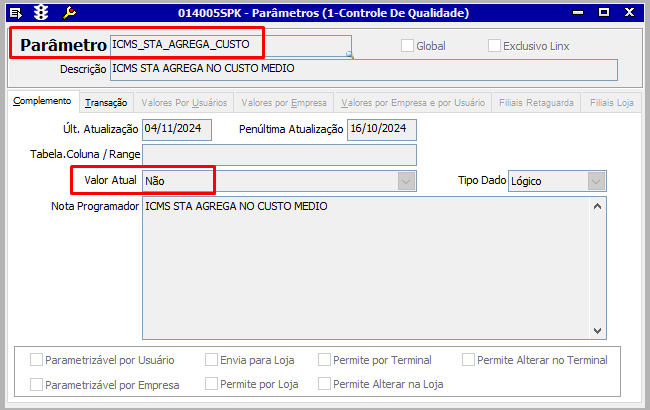 014005SPK - Parâmetros (1-Controle De Qualidade)
Parâmetro ICMS_STA_AGREGA_CUSTO Global Exclusivo Linx
Descrição ICMS STA AGREGA NO CUSTO MEDIO
Complemento Transação Valores Por Usuários Valores por Empresa Valores por Empresa e por Usuário Filiais Retaguarda Filiais Loja
Últ. Atualização 04/11/2024 Penúltima Atualização 16/10/2024
Tabela.Coluna / Range
Valor Atual Não Tipo Dado Lógico
Nota Programador ICMS STA AGREGA NO CUSTO MEDIO
Parametrizável por Usuário Envia para Loja Permite por Terminal Permite Alterar no Terminal
Parametrizável por Empresa Permite por Loja Permite Alterar na Loja